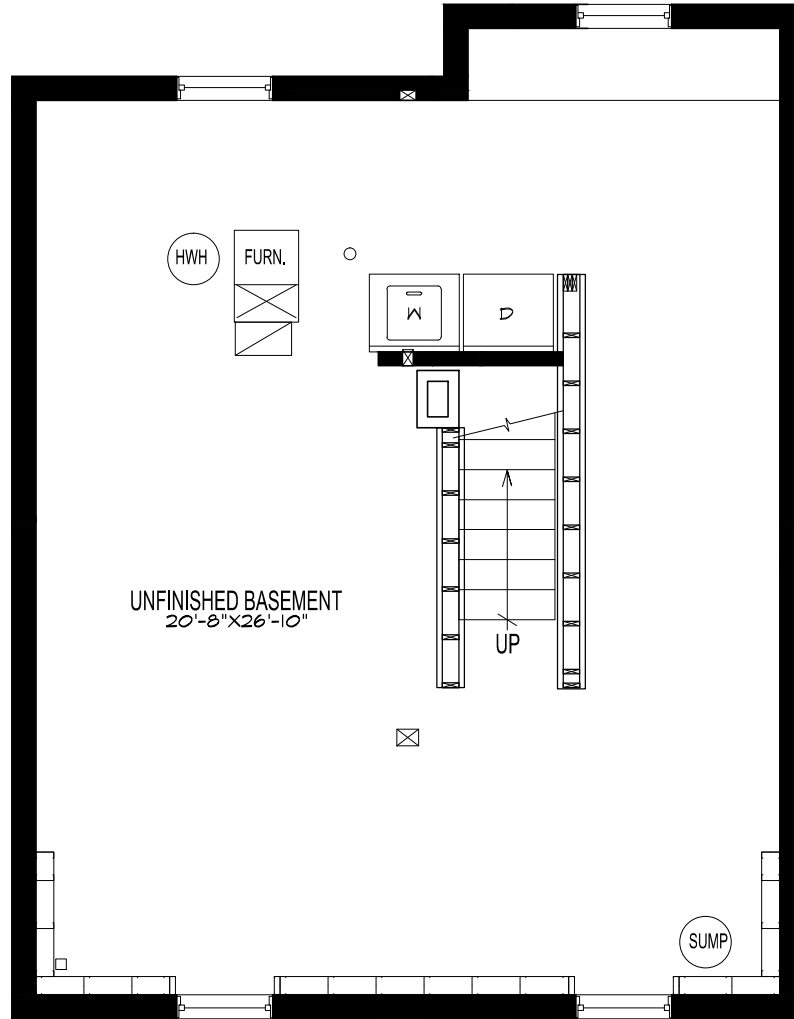 HWH
FURN.
W
D
UNFINISHED BASEMENT
20'-8"X26'-10"
UP
SUMP